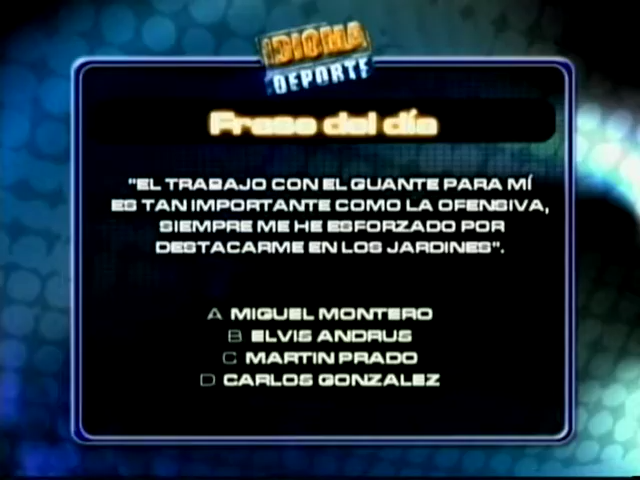 IDIOMA
DEPORTE
Frase del día
"EL TRABAJO CON EL GUANTE PARA MÍ
ES TAN IMPORTANTE COMO LA OFENSIVA,
SIEMPRE ME HE ESFORZADO POR
DESTACARME EN LOS JARDINES".
A MIGUEL MONTERO
B ELVIS ANDRUS
C MARTIN PRADO
D CARLOS GONZALEZ